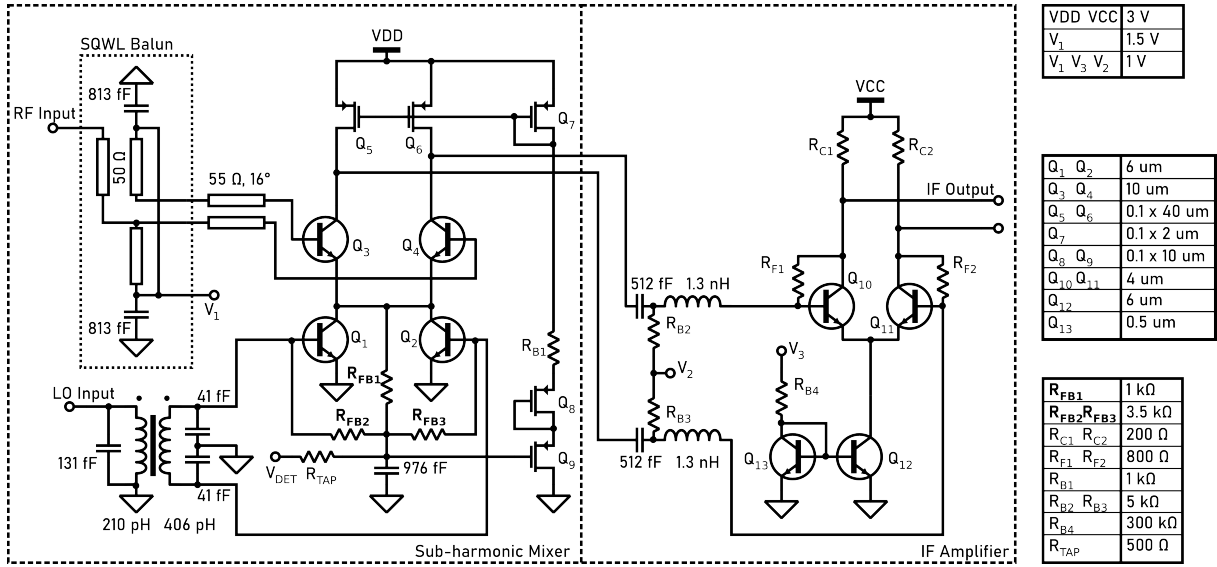 SQWL Balun
VDD
813 fF
RF Input
Q5
Q6
Q7
VCC
RC1
RC2
50 Ω
55 Ω, 16°
IF Output
Q3
Q4
RF1
RF2
Q10
Q11
512 fF
1.3 nH
V1
813 fF
Q1
Q2
RB2
RB1
V2
V3
RFB1
RB4
LO Input
41 fF
RB3
Q8
RFB2
RFB3
131 fF
VDET
RTAP
976 fF
Q9
512 fF
1.3 nH
Q13
Q12
41 fF
210 pH
406 pH
Sub-harmonic Mixer
IF Amplifier
VDD VCC 3 V
V1 1.5 V
V1 V3 V2 1 V
Q1 Q2 6 um
Q3 Q4 10 um
Q5 Q6 0.1 x 40 um
Q7 0.1 x 2 um
Q8 Q9 0.1 x 10 um
Q10 Q11 4 um
Q12 6 um
Q13 0.5 um
RFB1 1 kΩ
RFB2RFB3 3.5 kΩ
RC1 RC2 200 Ω
RF1 RF2 800 Ω
RB1 1 kΩ
RB2 RB3 5 kΩ
RB4 300 kΩ
RTAP 500 Ω